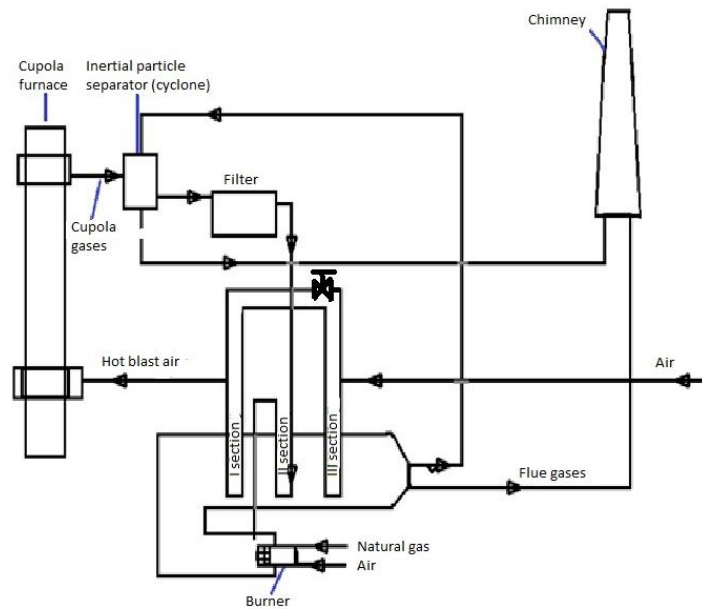 Chimney
Cupola
furnace
Inertial particle
separator (cyclone)
Filter
Cupola
gases
Hot blast air
Air
I section
II section
III section
Flue gases
Natural gas
Air
Burner